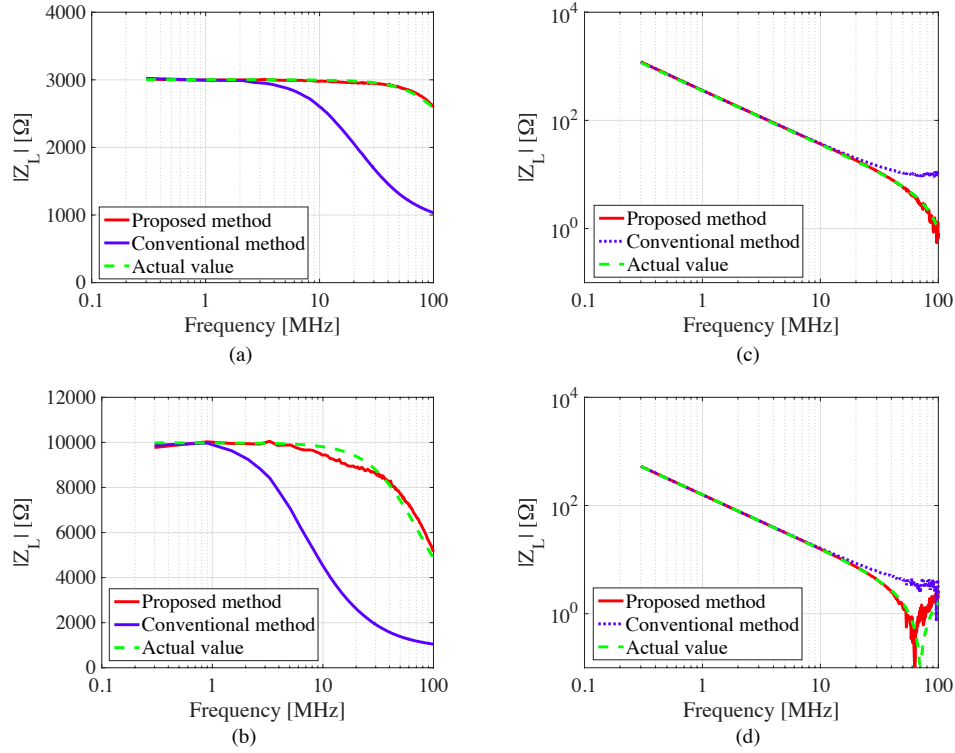 4000
3000
2000
1000
0
|Z_L| [Ω]
Proposed method
Conventional method
Actual value
0.1 1 10 100
Frequency [MHz]
(a)
10^4
10^2
10^0
|Z_L| [Ω]
Proposed method
Conventional method
Actual value
0.1 1 10 100
Frequency [MHz]
(c)
12000
10000
8000
6000
4000
2000
0
|Z_L| [Ω]
Proposed method
Conventional method
Actual value
0.1 1 10 100
Frequency [MHz]
(b)
10^4
10^2
10^0
|Z_L| [Ω]
Proposed method
Conventional method
Actual value
0.1 1 10 100
Frequency [MHz]
(d)